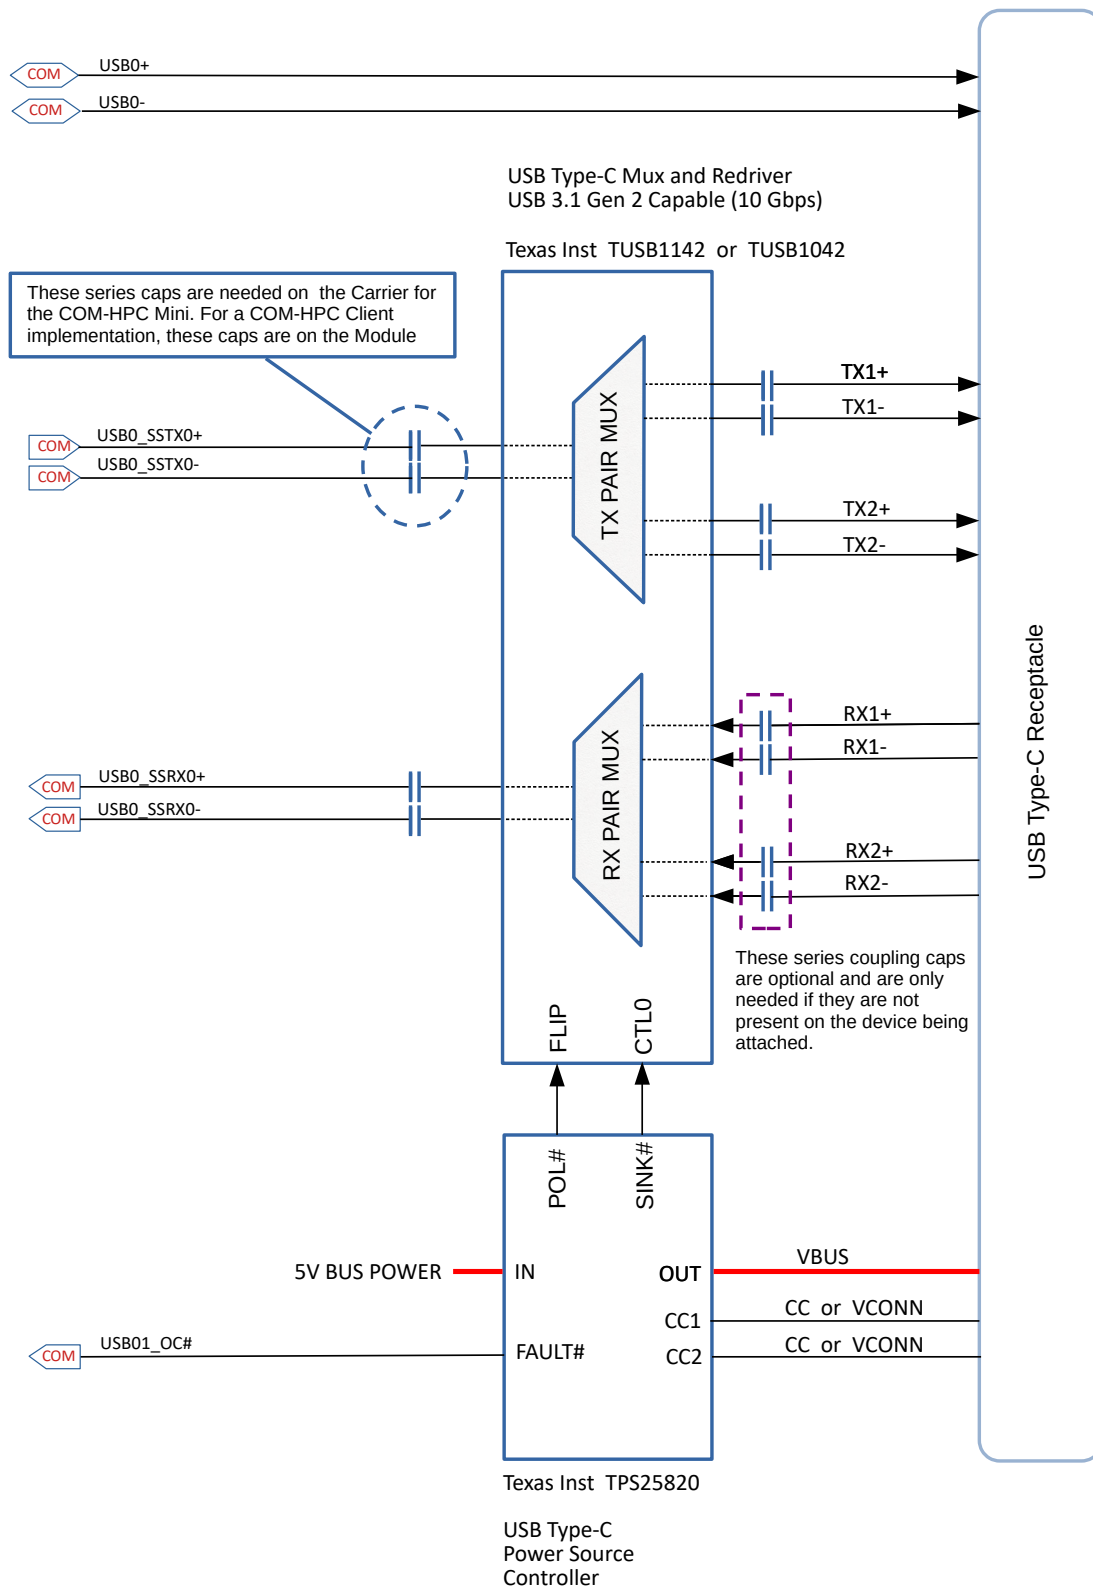 COM
USB0+
COM
USB0-
USB Type-C Mux and Redriver
USB 3.1 Gen 2 Capable (10 Gbps)
Texas Inst TUSB1142 or TUSB1042
These series caps are needed on the Carrier for
the COM-HPC Mini. For a COM-HPC Client
implementation, these caps are on the Module
TX1+
TX1-
COM
USB0_SSTX0+
COM
USB0_SSTX0-
TX PAIR MUX
TX2+
TX2-
USB Type-C Receptacle
RX1+
RX1-
COM
USB0_SSRX0+
COM
USB0_SSRX0-
RX PAIR MUX
RX2+
RX2-
These series coupling caps
are optional and are only
needed if they are not
present on the device being
attached.
FLIP
CTL0
POL#
SINK#
5V BUS POWER
IN
OUT
VBUS
CC1
CC or VCONN
COM
USB01_OC#
FAULT#
CC2
CC or VCONN
Texas Inst TPS25820
USB Type-C
Power Source
Controller